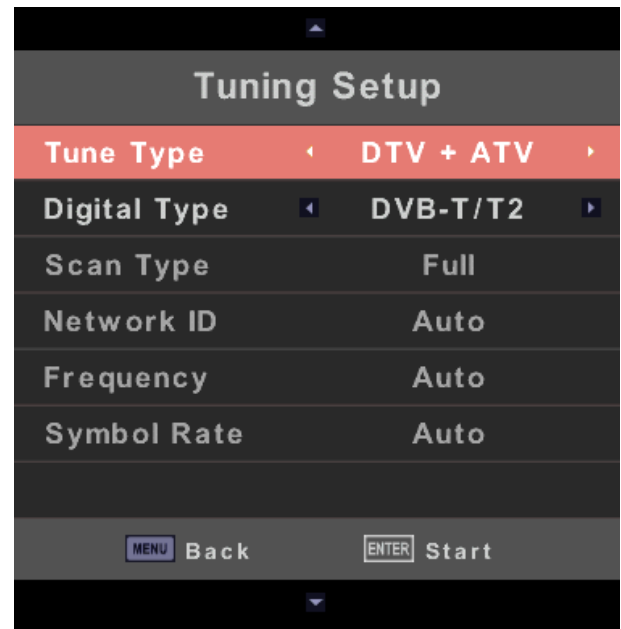 Tuning Setup
Tune Type DTV + ATV
Digital Type DVB-T/T2
Scan Type Full
Network ID Auto
Frequency Auto
Symbol Rate Auto
MENU Back ENTER Start